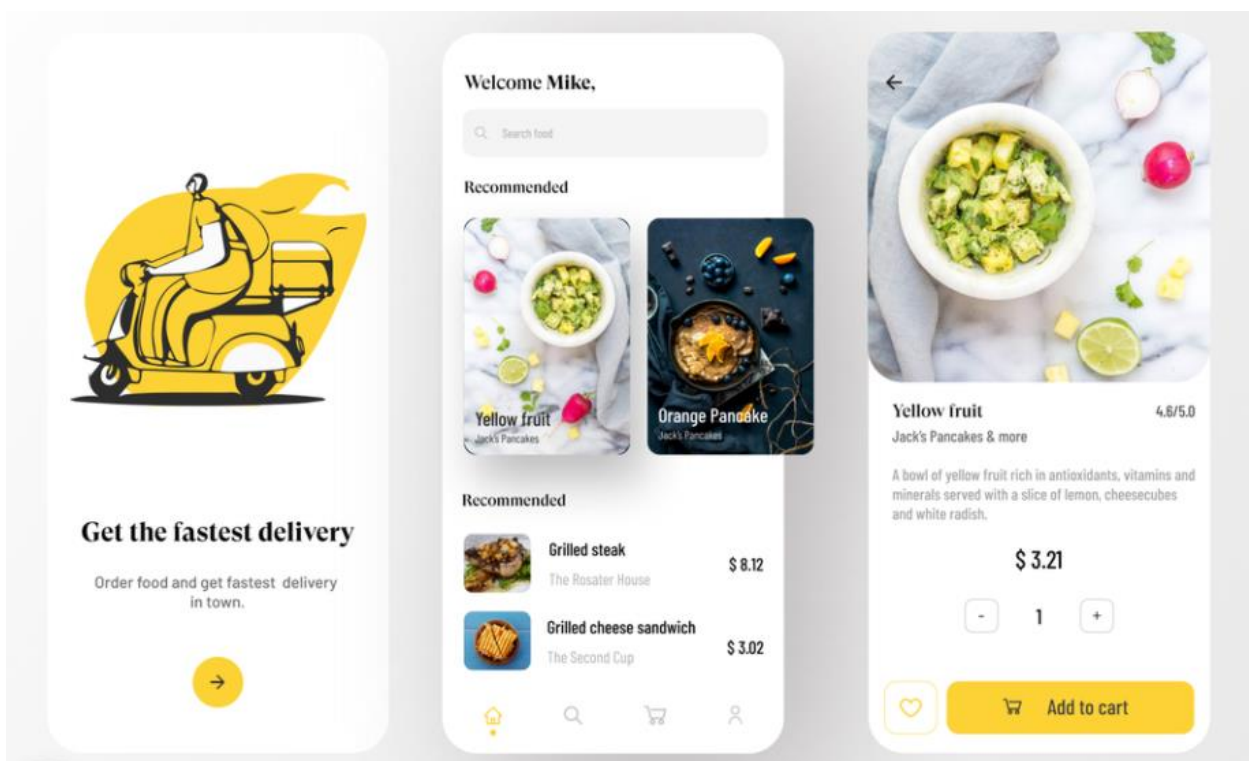 Get the fastest delivery
Order food and get fastest delivery
in town.
Welcome Mike,
Search food
Recommended
Yellow fruit
Jack's Pancakes
Orange Pancake
Jack's Pancakes
Recommended
Grilled steak
The Rosater House
$ 8.12
Grilled cheese sandwich
The Second Cup
$ 3.02
Yellow fruit
4.6/5.0
Jack's Pancakes & more
A bowl of yellow fruit rich in antioxidants, vitamins and
minerals served with a slice of lemon, cheesecubes
and white radish.
$ 3.21
- 1 +
Add to cart